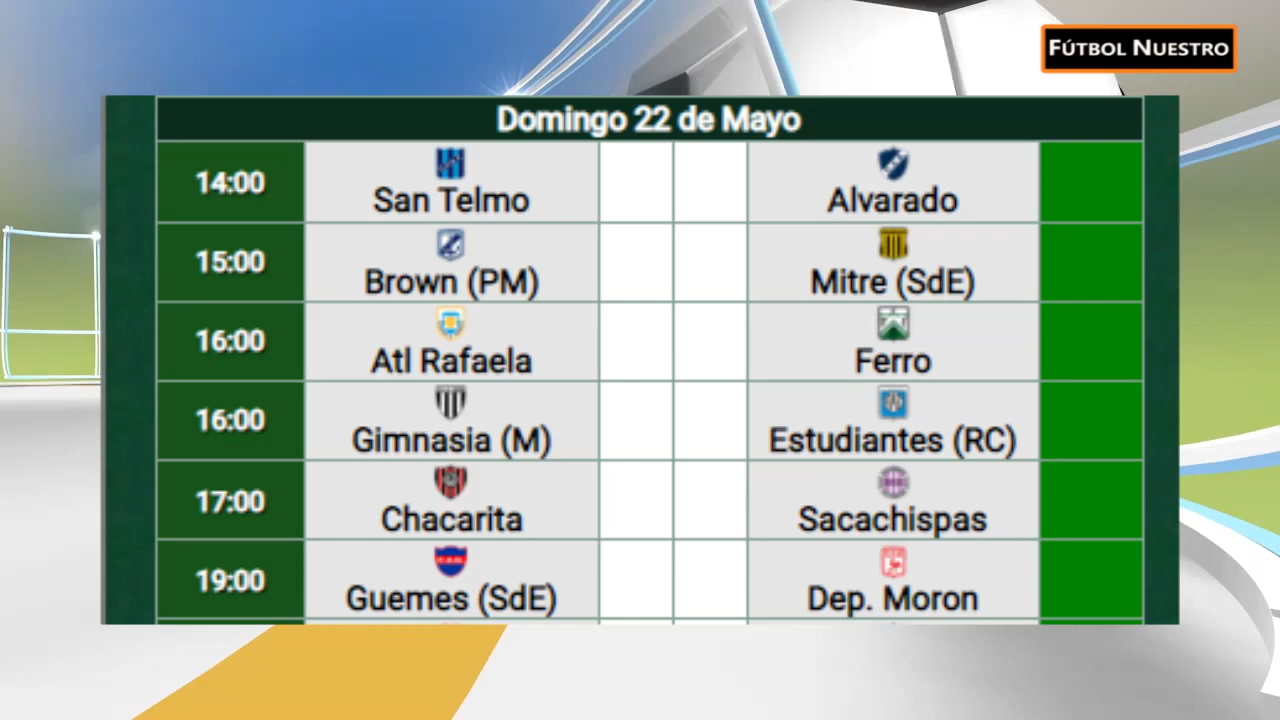 FÚTBOL NUESTRO
Domingo 22 de Mayo
14:00 San Telmo Alvarado
15:00 Brown (PM) Mitre (SdE)
16:00 Atl Rafaela Ferro
16:00 Gimnasia (M) Estudiantes (RC)
17:00 Chacarita Sacachispas
19:00 Guemes (SdE) Dep. Moron